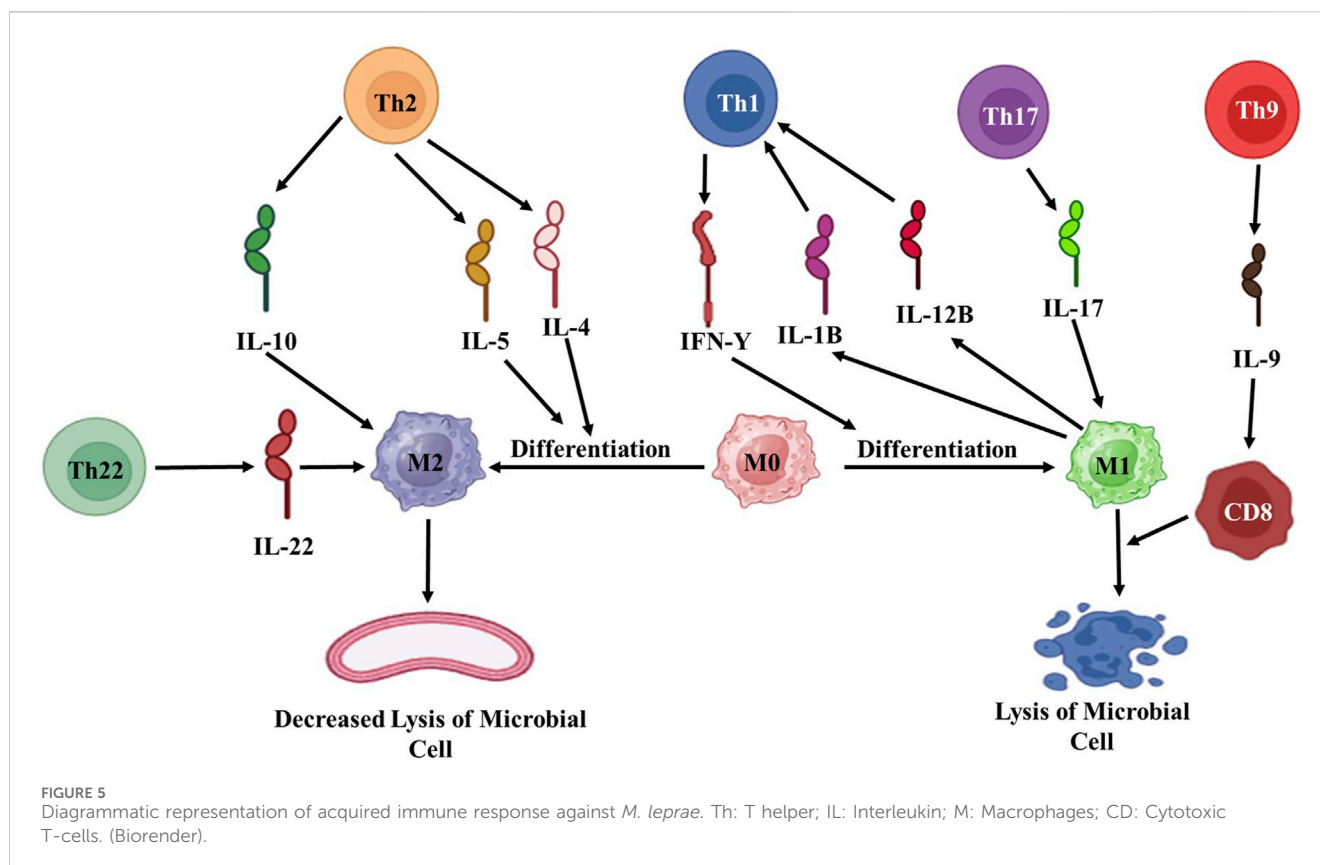 Th2
Th1
Th17
Th9
IL-10
IL-5
IL-4
IFN-Y
IL-1B
IL-12B
IL-17
IL-9
Th22
IL-22
M2
Differentiation
M0
Differentiation
M1
CD8
Decreased Lysis of Microbial
Cell
Lysis of Microbial
Cell
FIGURE 5
Diagrammatic representation of acquired immune response against M. leprae. Th: T helper; IL: Interleukin; M: Macrophages; CD: Cytotoxic
T-cells. (Biorender).